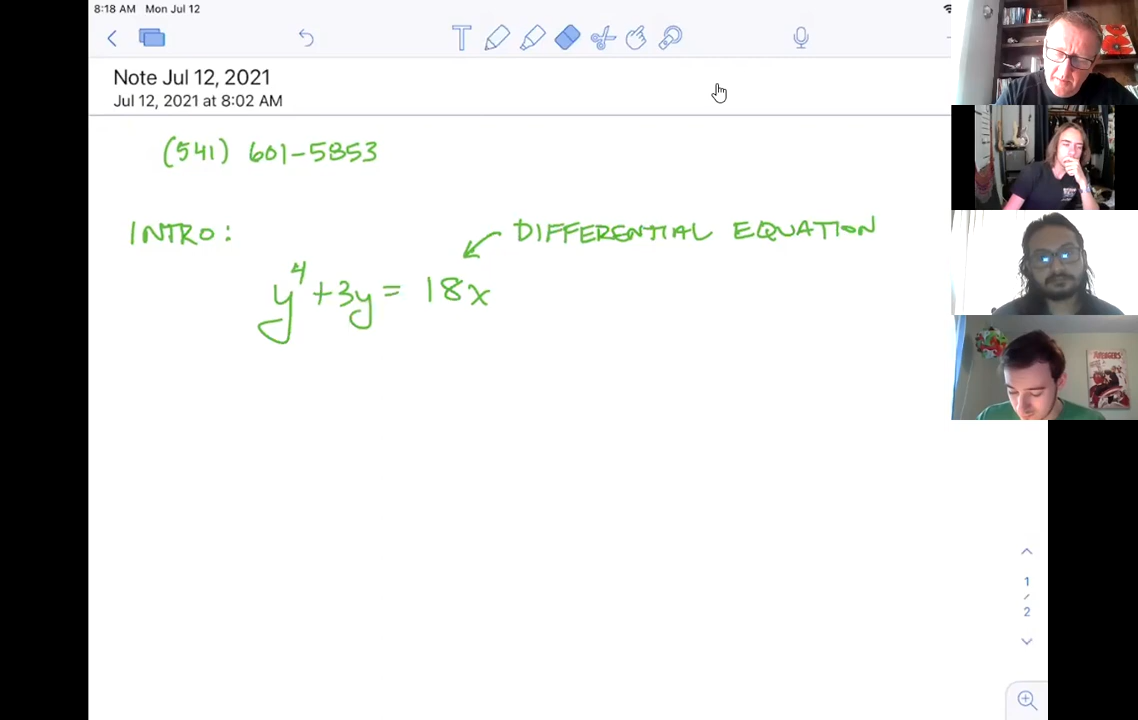 8:18 AM Mon Jul 12
T
Note Jul 12, 2021
Jul 12, 2021 at 8:02 AM
(541) 601-5853
INTRO:
DIFFERENTIAL EQUATION
y⁴+3y = 18x
AVENGERS
1
/
2